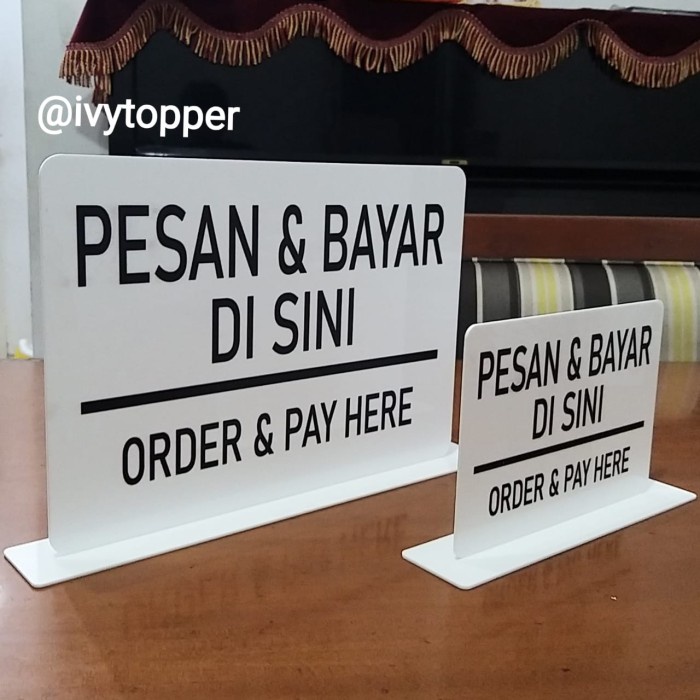 @ivytopper
PESAN & BAYAR
DI SINI
ORDER & PAY HERE
PESAN & BAYAR
DI SINI
ORDER & PAY HERE